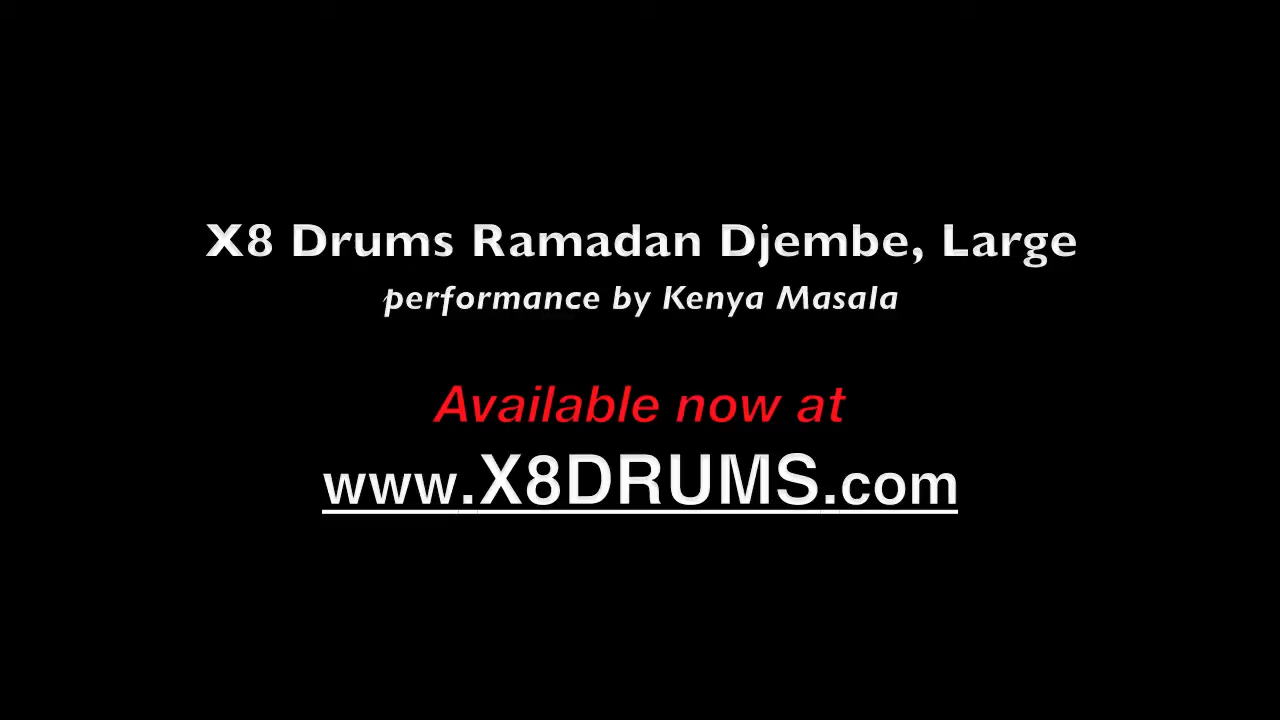 X8 Drums Ramadan Djembe, Large
performance by Kenya Masala
Available now at
www.X8DRUMS.com